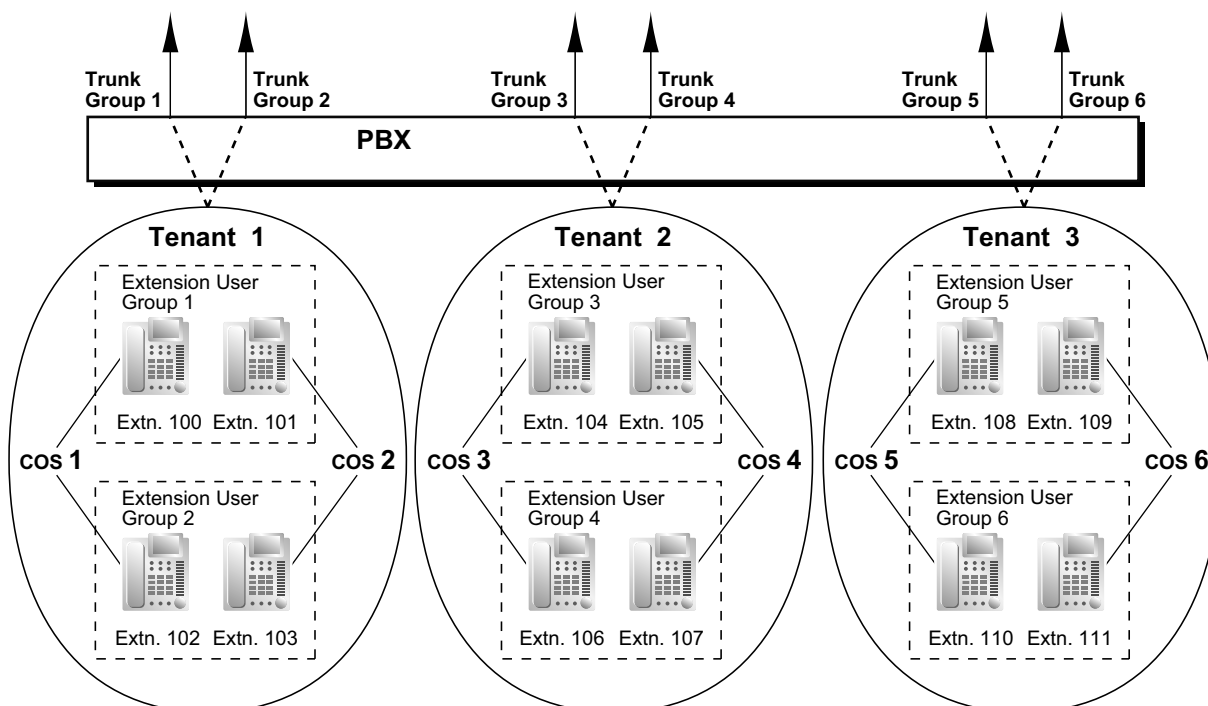 Trunk
Group 1
Trunk
Group 2
Trunk
Group 3
Trunk
Group 4
Trunk
Group 5
Trunk
Group 6
PBX
Tenant 1
Extension User
Group 1
Extn. 100 Extn. 101
COS 1
COS 2
Extension User
Group 2
Extn. 102 Extn. 103
Tenant 2
Extension User
Group 3
Extn. 104 Extn. 105
COS 3
COS 4
Extension User
Group 4
Extn. 106 Extn. 107
Tenant 3
Extension User
Group 5
Extn. 108 Extn. 109
COS 5
COS 6
Extension User
Group 6
Extn. 110 Extn. 111